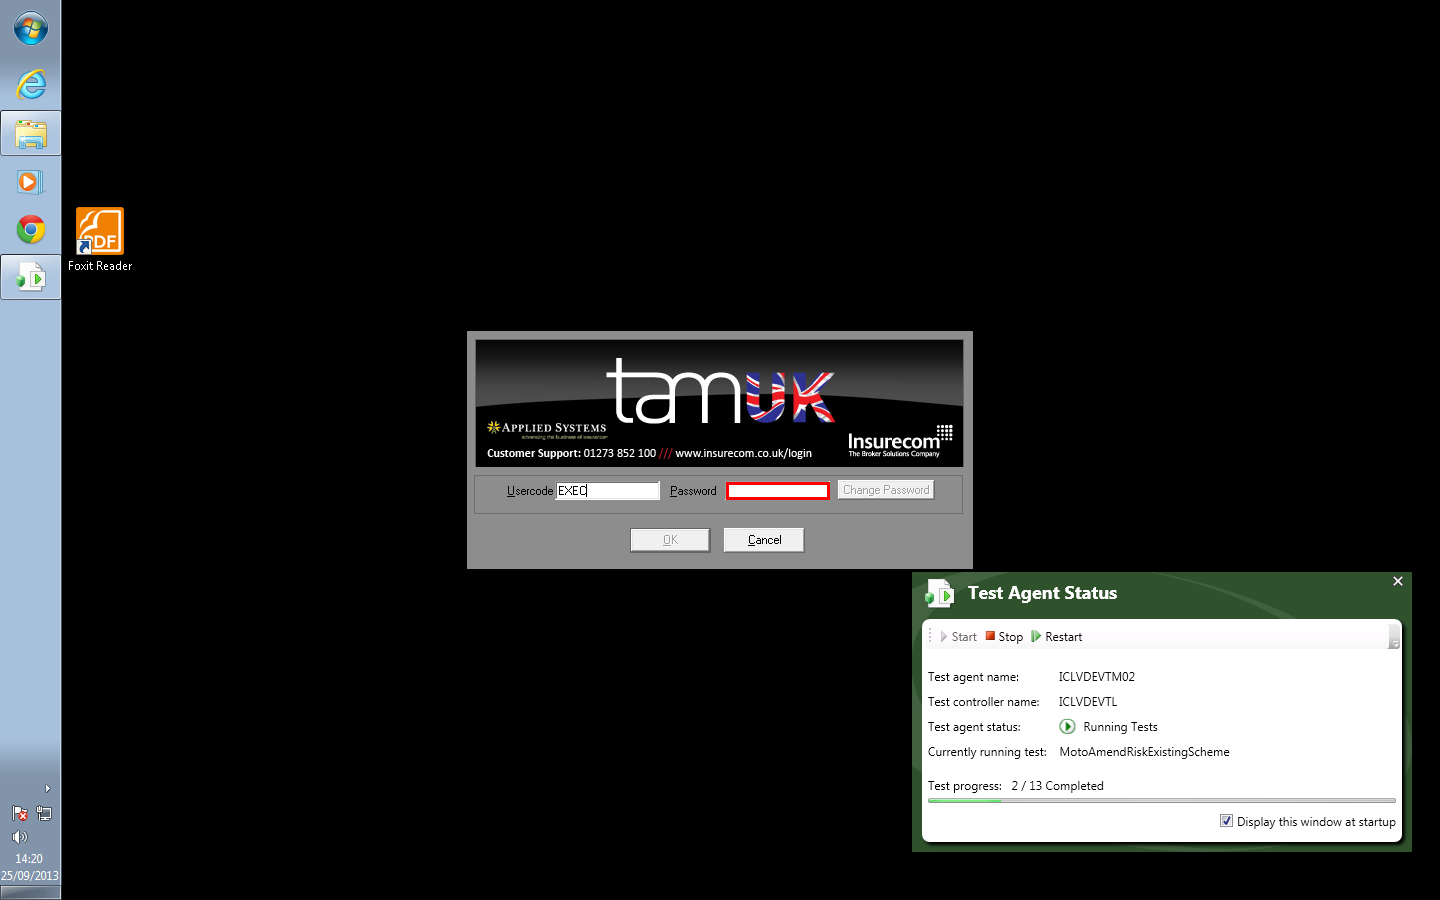 PDF
Foxit Reader
tamUK
APPLIED SYSTEMS
advancing the business of insurance
Customer Support: 01273 852 100 /// www.insurecom.co.uk/login
Insurecom
The Broker Solutions Company
Usercode EXEC Password Change Password
OK Cancel
Test Agent Status
Start Stop Restart
Test agent name: ICLVDEVTM02
Test controller name: ICLVDEVTL
Test agent status: Running Tests
Currently running test: MotoAmendRiskExistingScheme
Test progress: 2 / 13 Completed
Display this window at startup
14:20
25/09/2013